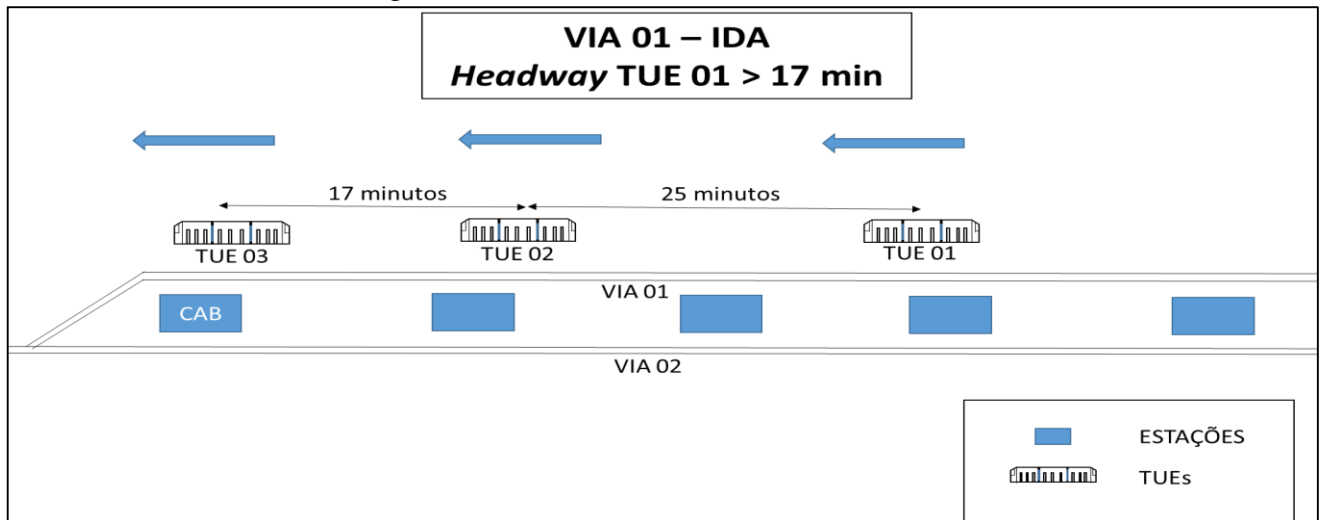 VIA 01 – IDA
Headway TUE 01 > 17 min
17 minutos
25 minutos
TUE 03
TUE 02
TUE 01
VIA 01
CAB
VIA 02
ESTAÇÕES
TUEs